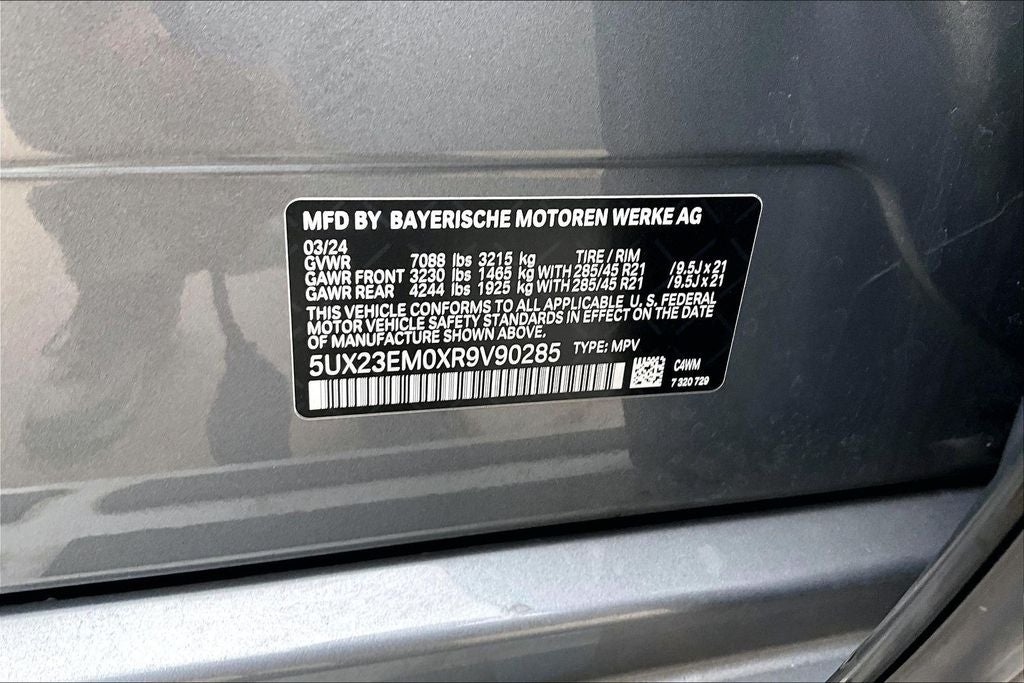 MFD BY BAYERISCHE MOTOREN WERKE AG
03/24
GVWR 7088 lbs 3215 kg TIRE / RIM
GAWR FRONT 3230 lbs 1465 kg WITH 285/45 R21 /9.5J x 21
GAWR REAR 4244 lbs 1925 kg WITH 285/45 R21 /9.5J x 21
THIS VEHICLE CONFORMS TO ALL APPLICABLE U.S. FEDERAL
MOTOR VEHICLE SAFETY STANDARDS IN EFFECT ON THE DATE
OF MANUFACTURE SHOWN ABOVE.
5UX23EM0XR9V90285 TYPE: MPV
C4WM
7 320 729